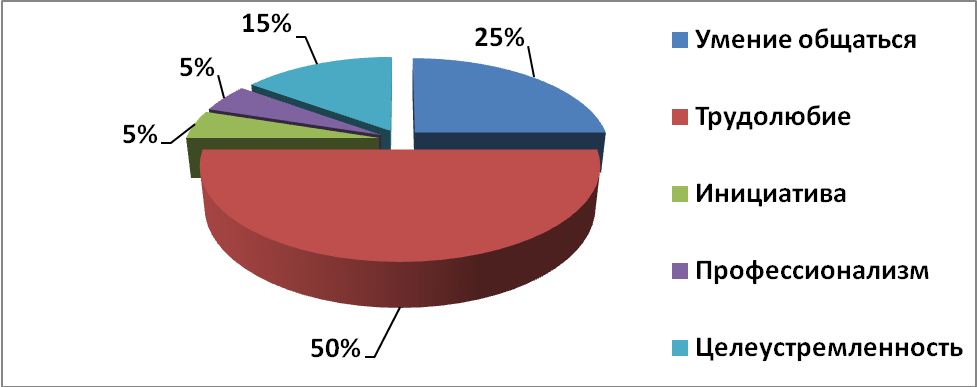 15%
25%
5%
5%
50%
Умение общаться
Трудолюбие
Инициатива
Профессионализм
Целеустремленность